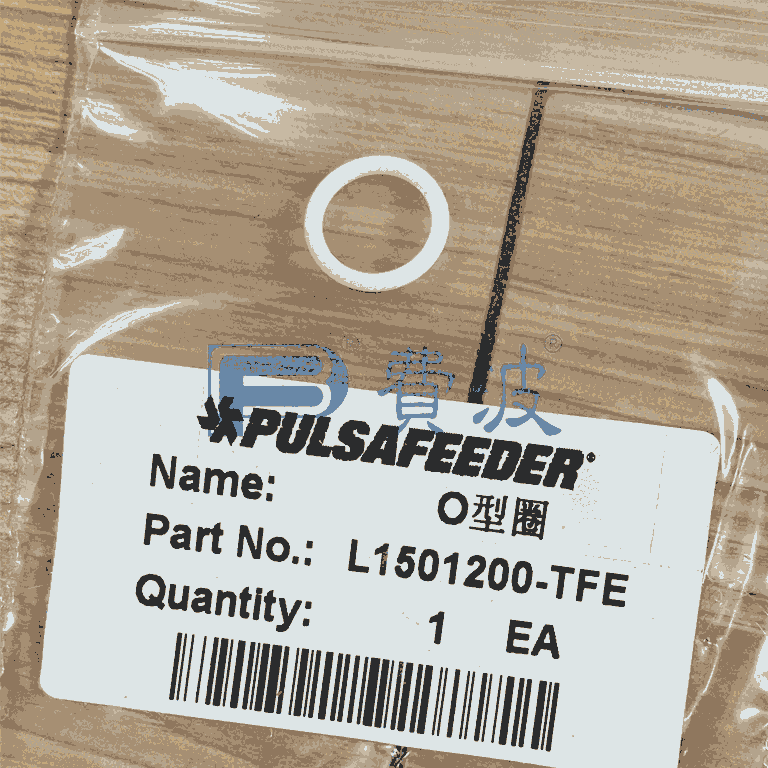 費波
®
PULSAFEEDER®
Name: O型圈
Part No.: L1501200-TFE
Quantity: 1 EA